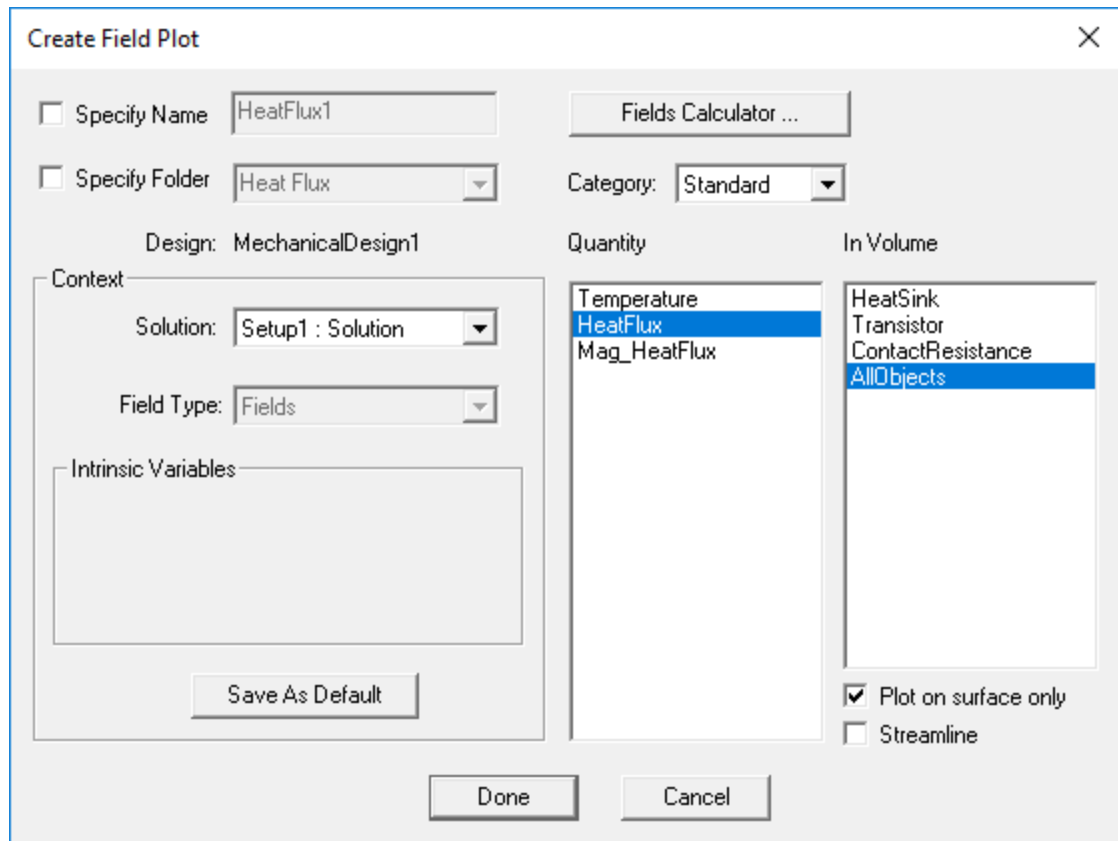 Create Field Plot
Specify Name
HeatFlux1
Fields Calculator ...
Specify Folder
Heat Flux
Category:
Standard
Design: MechanicalDesign1
Quantity
In Volume
Context
Solution:
Setup1 : Solution
Field Type:
Fields
Intrinsic Variables
Save As Default
Temperature
HeatFlux
Mag_HeatFlux
HeatSink
Transistor
ContactResistance
AllObjects
Plot on surface only
Streamline
Done
Cancel